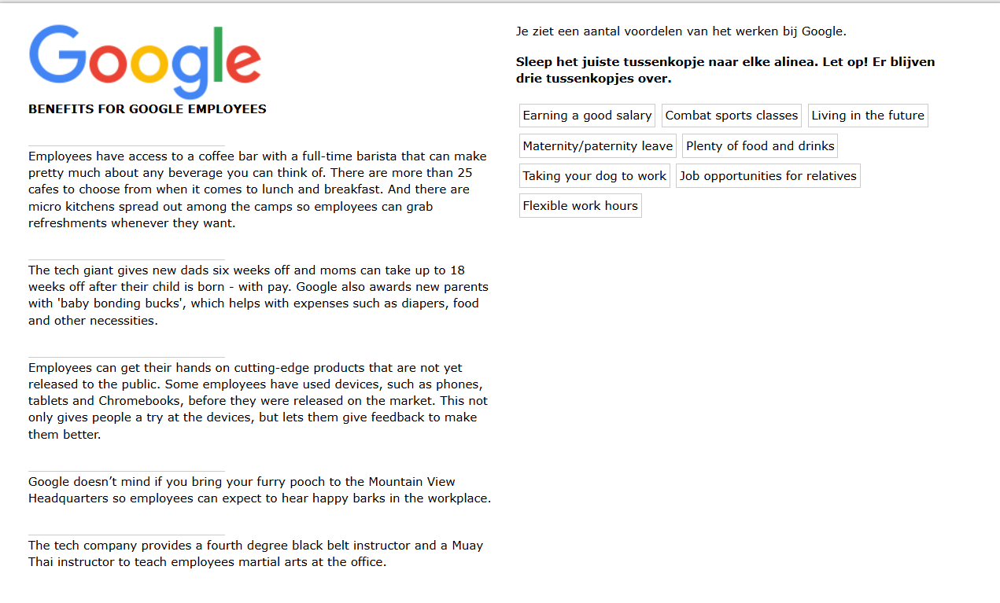 Google
BENEFITS FOR GOOGLE EMPLOYEES
Employees have access to a coffee bar with a full-time barista that can make
pretty much about any beverage you can think of. There are more than 25
cafes to choose from when it comes to lunch and breakfast. And there are
micro kitchens spread out among the camps so employees can grab
refreshments whenever they want.
The tech giant gives new dads six weeks off and moms can take up to 18
weeks off after their child is born - with pay. Google also awards new parents
with 'baby bonding bucks', which helps with expenses such as diapers, food
and other necessities.
Employees can get their hands on cutting-edge products that are not yet
released to the public. Some employees have used devices, such as phones,
tablets and Chromebooks, before they were released on the market. This not
only gives people a try at the devices, but lets them give feedback to make
them better.
Google doesn’t mind if you bring your furry pooch to the Mountain View
Headquarters so employees can expect to hear happy barks in the workplace.
The tech company provides a fourth degree black belt instructor and a Muay
Thai instructor to teach employees martial arts at the office.
Je ziet een aantal voordelen van het werken bij Google.
Sleep het juiste tussenkopje naar elke alinea. Let op! Er blijven
drie tussenkopjes over.
Earning a good salary Combat sports classes Living in the future
Maternity/paternity leave Plenty of food and drinks
Taking your dog to work Job opportunities for relatives
Flexible work hours